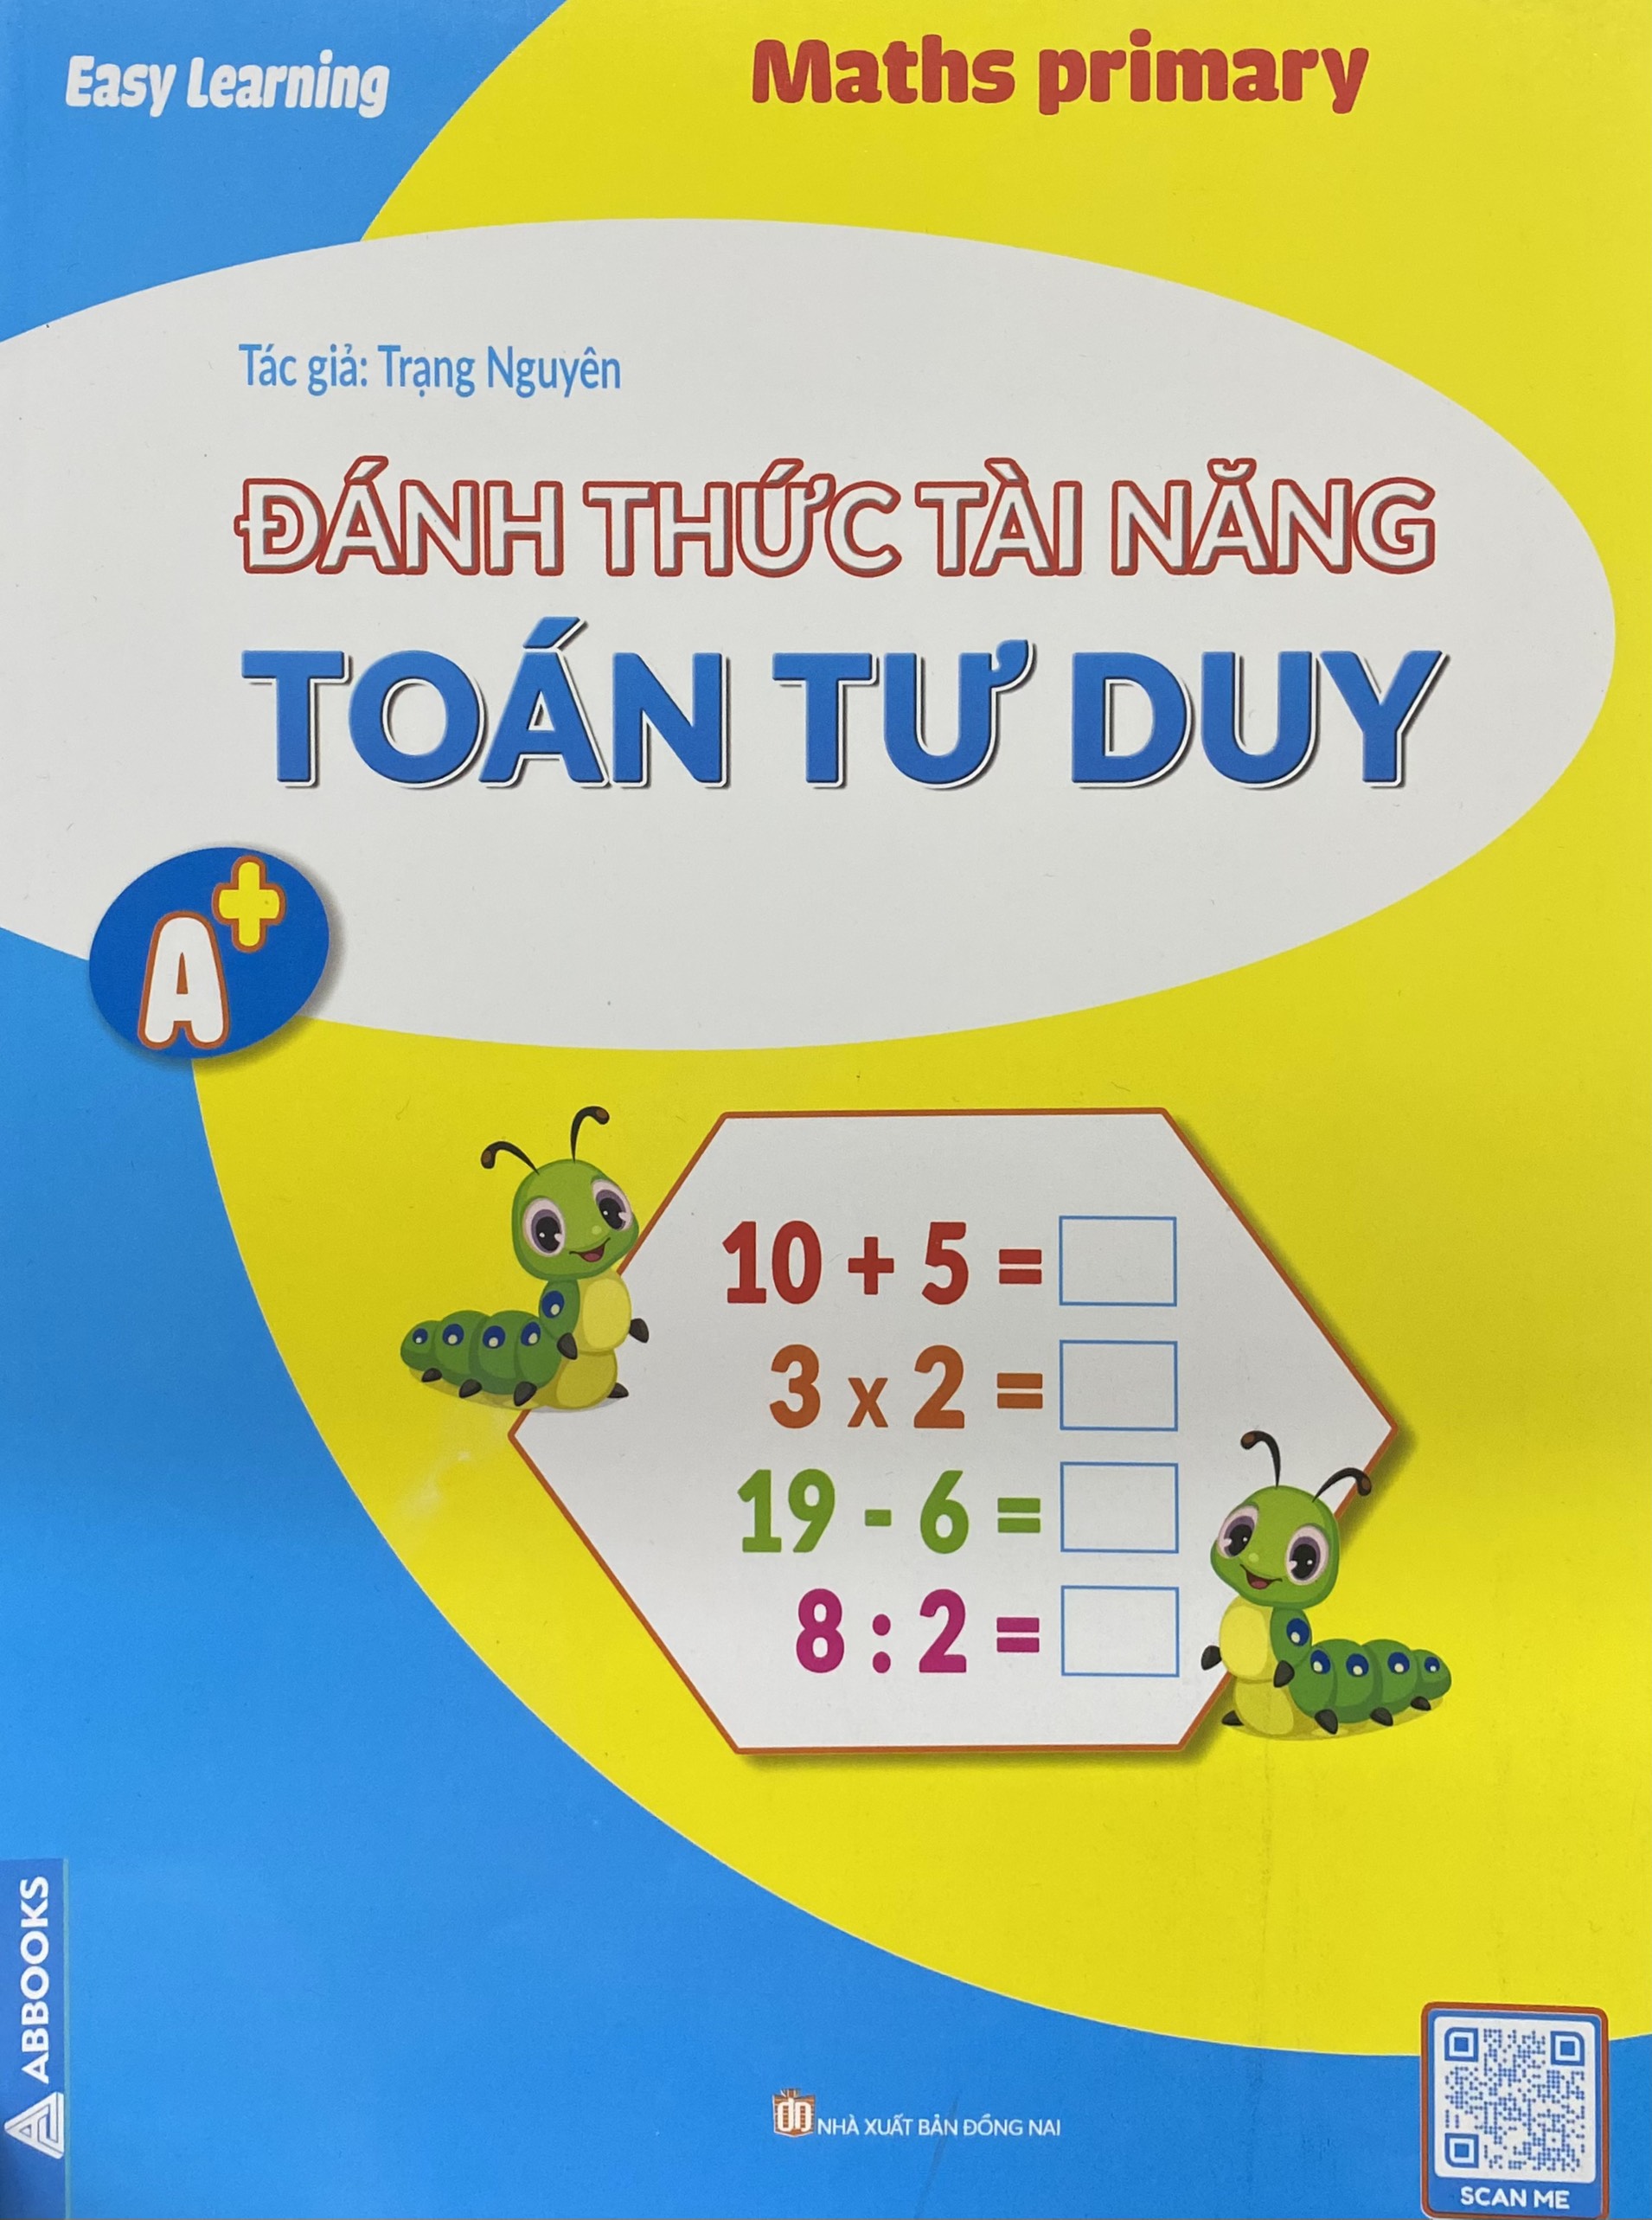 Easy Learning
Maths primary
Tác giả: Trạng Nguyên
ĐÁNH THỨC TÀI NĂNG
TOÁN TƯ DUY
A+
10 + 5 =
3 x 2 =
19 - 6 =
8 : 2 =
ABBOOKS
NHÀ XUẤT BẢN ĐỒNG NAI
SCAN ME